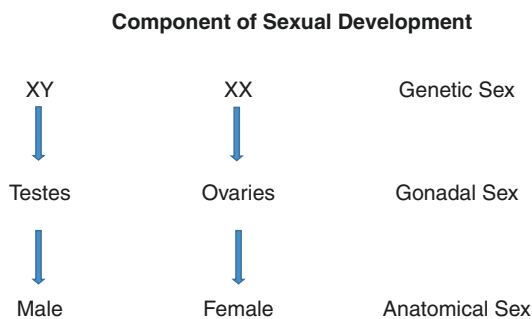 Component of Sexual Development
XY XX Genetic Sex
Testes Ovaries Gonadal Sex
Male Female Anatomical Sex